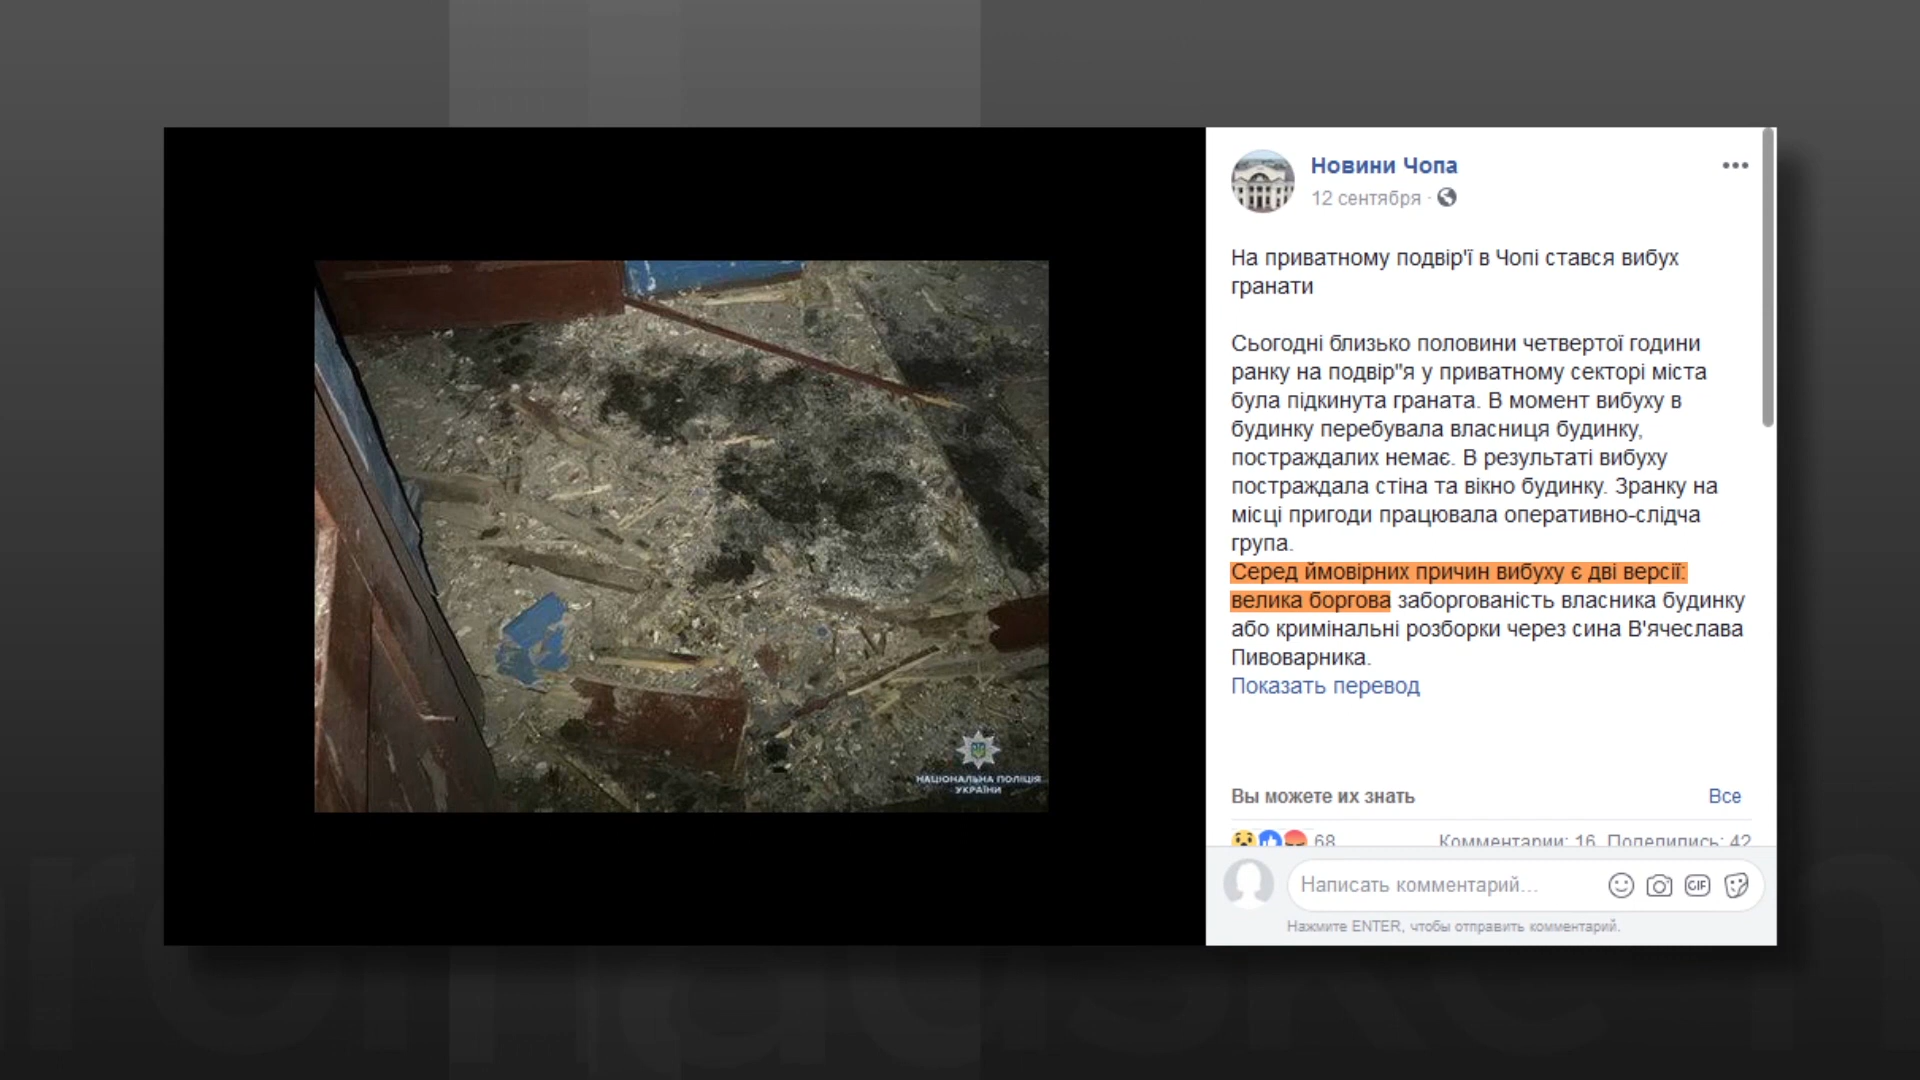 Новини Чопа
12 сентября ·
На приватному подвір'ї в Чопі стався вибух
гранати
Сьогодні близько половини четвертої години
ранку на подвір"я у приватному секторі міста
була підкинута граната. В момент вибуху в
будинку перебувала власниця будинку,
постраждалих немає. В результаті вибуху
постраждала стіна та вікно будинку. Зранку на
місці пригоди працювала оперативно-слідча
група.
Серед ймовірних причин вибуху є дві версії:
велика боргова заборгованість власника будинку
або кримінальні розборки через сина В'ячеслава
Пивоварника.
Показать перевод
Вы можете их знать Все
68 Комментарии: 16 Поделились: 42
Написать комментарий...
GIF
Нажмите ENTER, чтобы отправить комментарий.
НАЦІОНАЛЬНА ПОЛІЦІЯ
УКРАЇНИ